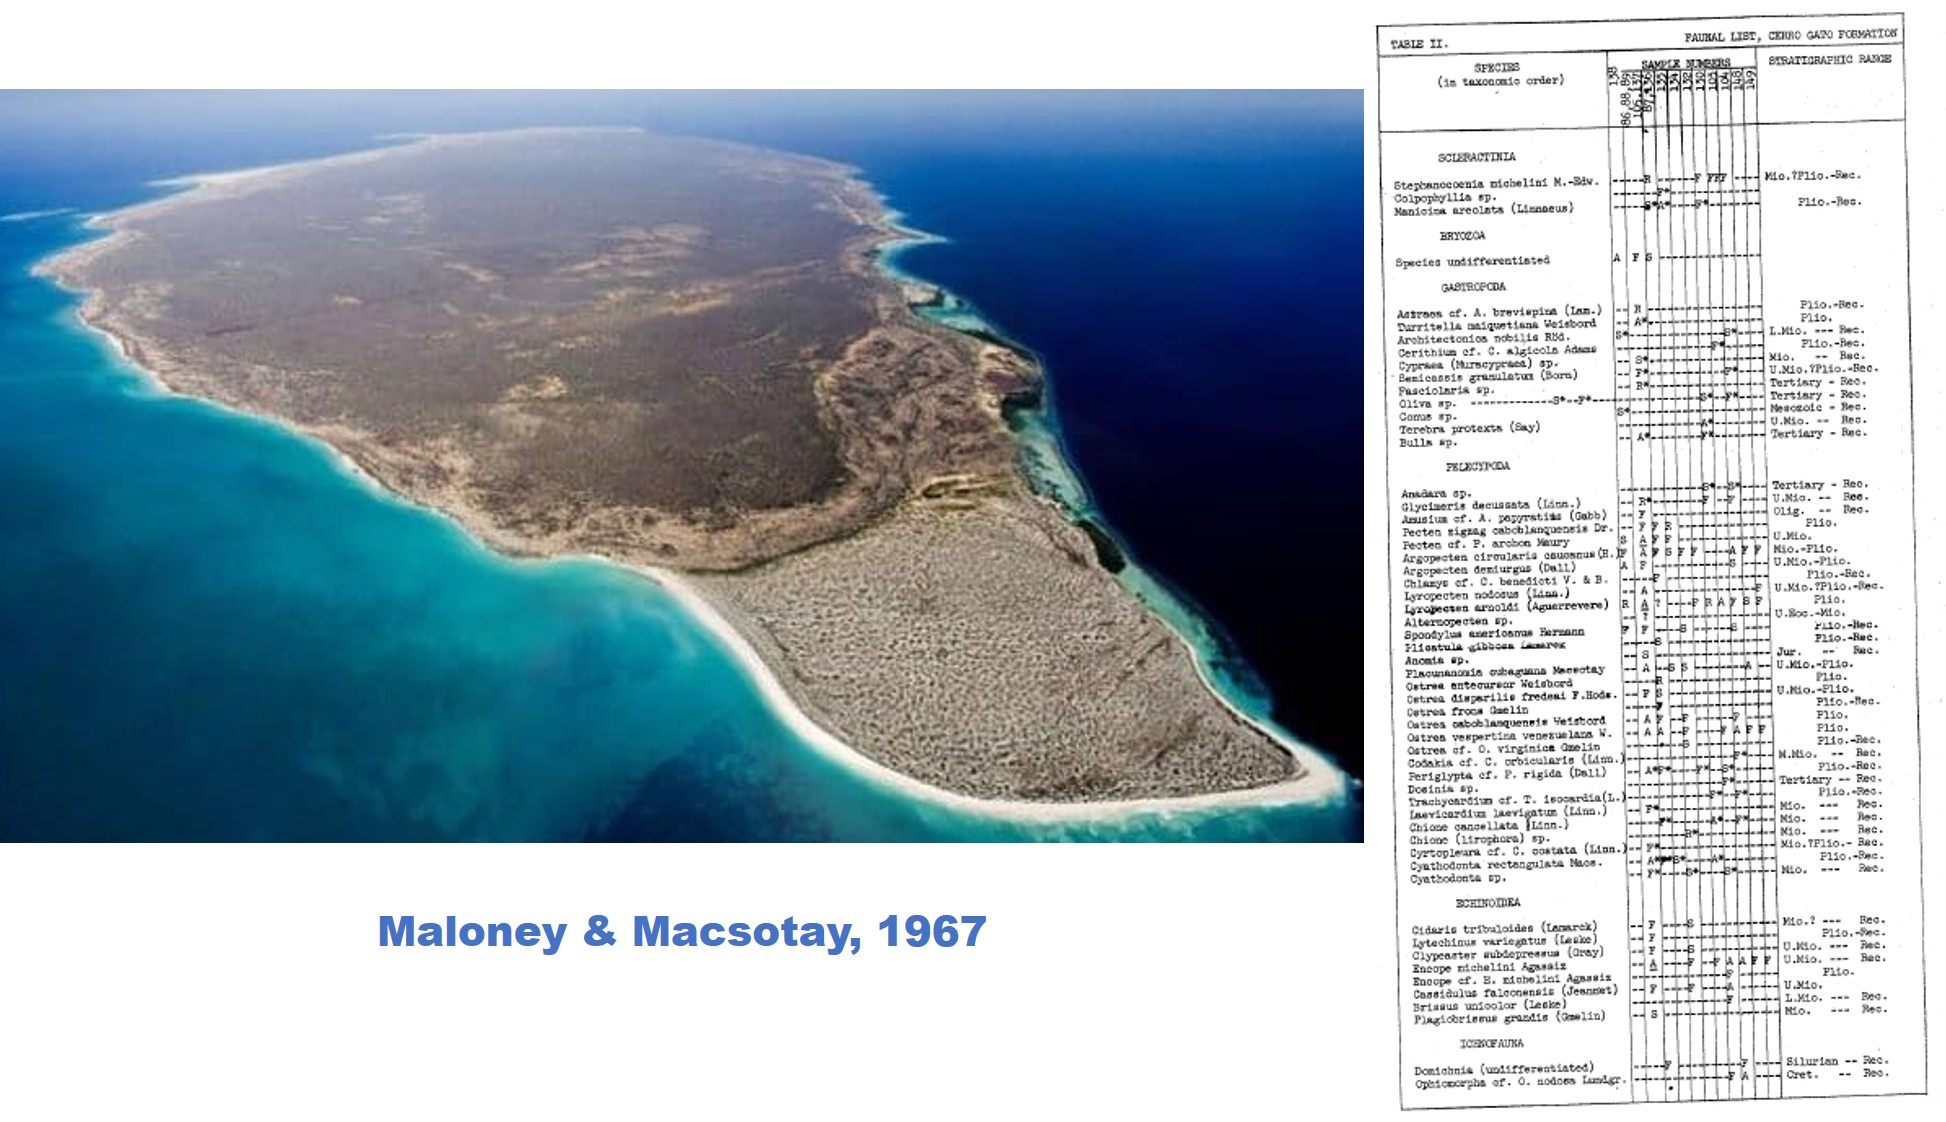 Maloney & Macsotay, 1967
TABLE II. FAUNAL LIST, CERRO GATO FORMATION
SPECIES SAMPLE NUMBERS STRATIGRAPHIC RANGE
(in taxonomic order)
SCLERACTINIA
Stephanocoenia michelini M.-Edw. Mio.?Plio.-Rec.
Colpophyllia sp.
Manicina areolata (Linnaeus) Plio.-Rec.
BRYOZOA
Species undifferentiated A F S
GASTROPODA
Astraea cf. A. brevispina (Lam.) R Plio.-Rec.
Turritella maiquetiana Weisbord A* Plio.
Architectonica nobilis Röd. S* S* L.Mio. --- Rec.
Cerithium cf. C. algicola Adams Plio.-Rec.
Cypraea (Muracypraea) sp. S* Mio. -- Rec.
Semicassis granulatum (Born) F* F* U.Mio.?Plio.-Rec.
Fasciolaria sp. R* Tertiary - Rec.
Oliva sp. S* F* S* F* Tertiary - Rec.
Conus sp. S* Mesozoic - Rec.
Terebra protexta (Say) A* U.Mio. -- Rec.
Bulla sp. A* F* Tertiary - Rec.
PELECYPODA
Anadara sp. S* S* Tertiary - Rec.
Glycimeris decussata (Linn.) R* F F U.Mio. -- Rec.
Amusium cf. A. papyratius (Gabb) F Olig. -- Rec.
Pecten zigzag caboblanquensis Dr. F F R Plio.
Pecten cf. P. archon Maury S A F F U.Mio.
Argopecten circularis caucanus(H.) F A F S F F A F F Mio.-Plio.
Argopecten demiurgus (Dall) A F S U.Mio.-Plio.
Chlamys cf. C. benedicti V. & B. F Plio.-Rec.
Lyropecten nodosus (Linn.) A F U.Mio.?Plio.-Rec.
Lyropecten arnoldi (Aguerrevere) R A ? F R A F S F Plio.
Alternopecten sp. ? U.Eoc.-Mio.
Spondylus americanus Hermann F F S S Plio.-Rec.
Plicatula gibbosa Lamarck S Plio.-Rec.
Anomia sp. S Jur. -- Rec.
Placunanomia cubaguana Macsotay A S S A U.Mio.-Plio.
Ostrea antecursor Weisbord R Plio.
Ostrea disparilis fredeai F.Hods. F S U.Mio.-Plio.
Ostrea frons Gmelin Plio.-Rec.
Ostrea caboblanquensis Weisbord A F F F Plio.
Ostrea vespertina venezuelana W. A A F F A F F Plio.
Ostrea cf. O. virginica Gmelin S Plio.-Rec.
Codakia cf. C. orbicularis (Linn.) F* M.Mio. -- Rec.
Periglypta cf. P. rigida (Dall) Plio.-Rec.
Dosinia sp. F* Tertiary -- Rec.
Trachycardium cf. T. isocardia(L.) Plio.-Rec.
Laevicardium laevigatum (Linn.) F* Mio. --- Rec.
Chione cancellata (Linn.) Mio. --- Rec.
Chione (lirophora) sp. R* Mio. --- Rec.
Cyrtopleura cf. C. costata (Linn.) F* Mio.?Plio.- Rec.
Cyathodonta rectangulata Macs. Plio.-Rec.
Cyathodonta sp. F* S* S* Mio. --- Rec.
ECHINOIDEA
Cidaris tribuloides (Lamarck) F S Mio.? --- Rec.
Lytechinus variegatus (Leske) F Plio.-Rec.
Clypeaster subdepressus (Gray) F S U.Mio. --- Rec.
Encope michelini Agassiz A F F A A F F U.Mio. --- Rec.
Encope cf. E. michelini Agassiz F Plio.
Cassidulus falconensis (Jeannet) F F A U.Mio.
Brissus unicolor (Leske) F L.Mio. --- Rec.
Plagiobrissus grandis (Gmelin) S Mio. --- Rec.
ICHNOFAUNA
Domichnia (undifferentiated) F F Silurian -- Rec.
Ophiomorpha cf. O. nodosa Lundgr. F A Cret. -- Rec.